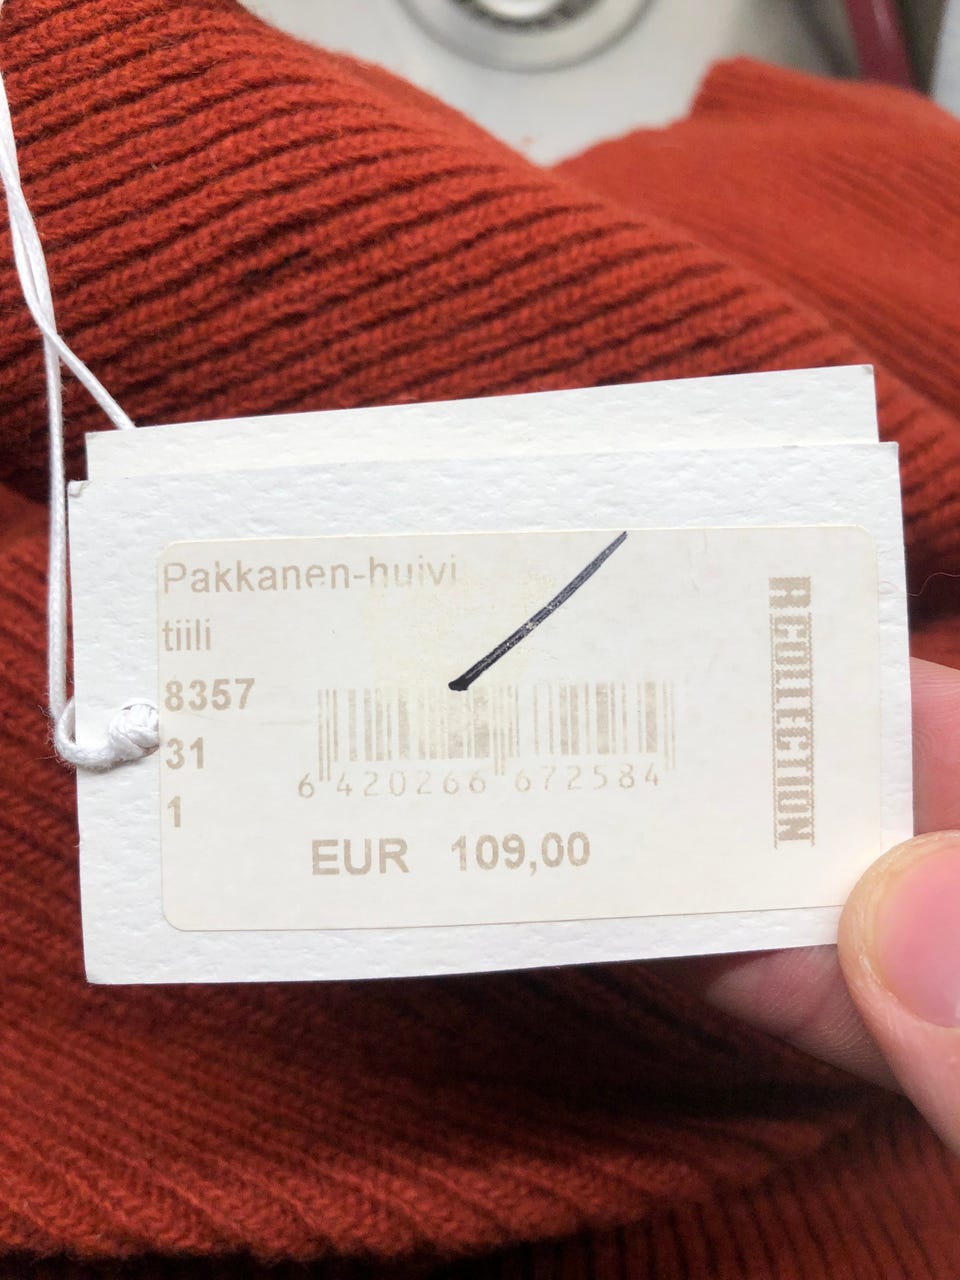 Pakkanen-huivi
tiili
8357
31
1
6 420266 672584
EUR 109,00
R COLLECTION